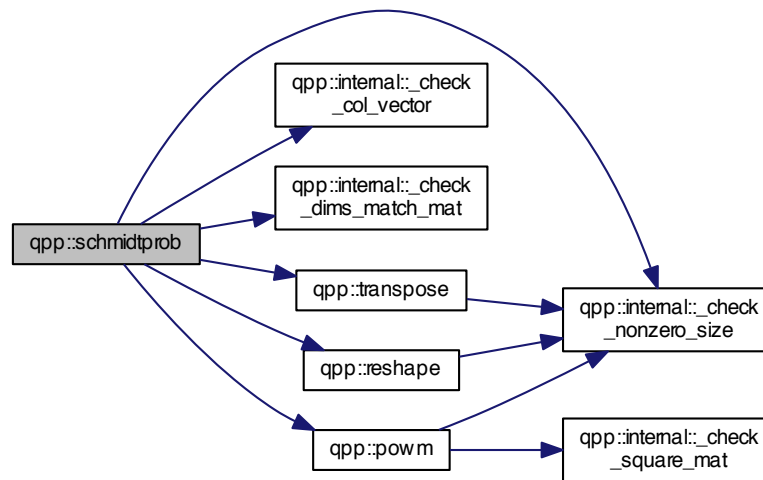 qpp::schmidtprob
qpp::internal::_check
_col_vector
qpp::internal::_check
_dims_match_mat
qpp::transpose
qpp::reshape
qpp::powm
qpp::internal::_check
_nonzero_size
qpp::internal::_check
_square_mat